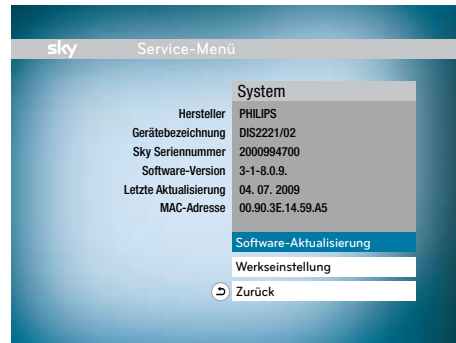 sky Service-Menü
System
Hersteller PHILIPS
Gerätebezeichnung DIS2221/02
Sky Seriennummer 2000994700
Software-Version 3-1-8.0.9.
Letzte Aktualisierung 04. 07. 2009
MAC-Adresse 00.90.3E.14.59.A5
Software-Aktualisierung
Werkseinstellung
Zurück